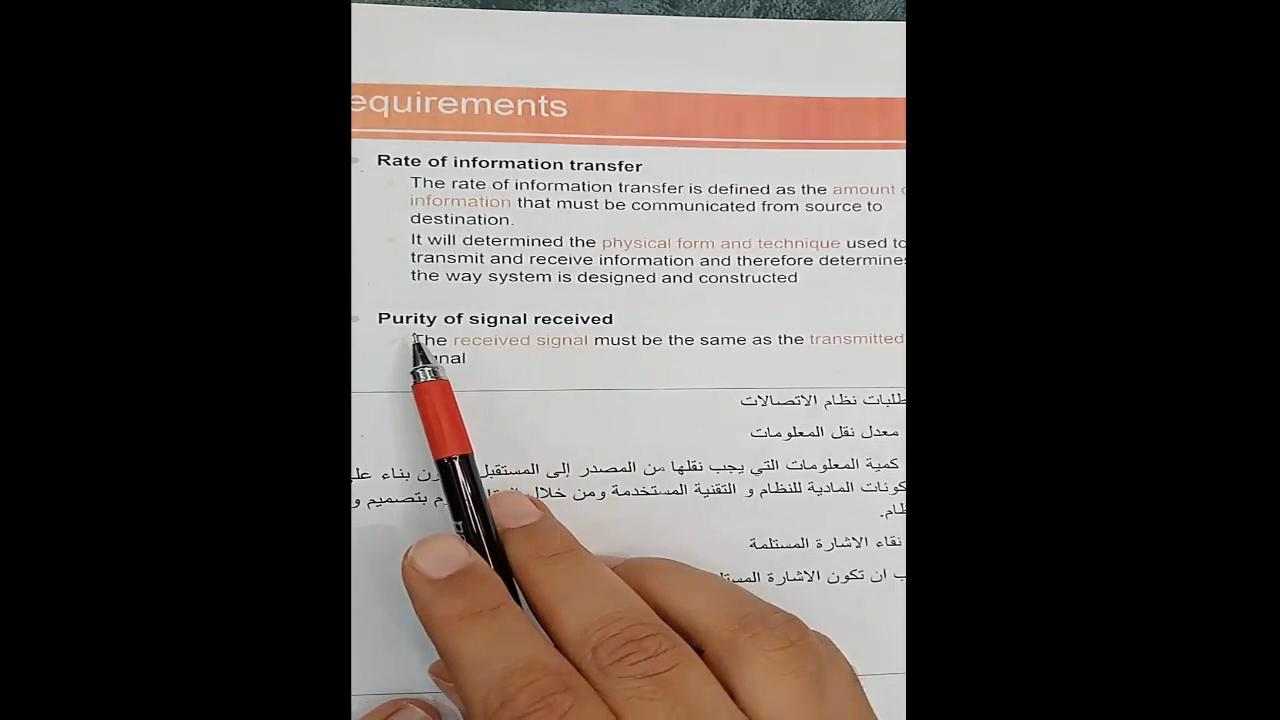 equirements
Rate of information transfer
The rate of information transfer is defined as the amount
information that must be communicated from source to
destination.
It will determined the physical form and technique used to
transmit and receive information and therefore determine
the way system is designed and constructed
Purity of signal received
The received signal must be the same as the transmitted
نظام الاتصالات
معدل نقل المعلومات
كمية المعلومات التي يجب نقلها من المصدر إلى المستقبل بناء
المادية للنظام و التقنية المستخدمة ومن خلال بتصميم و
نقاء الاشارة المستلمة
ان تكون الاشارة